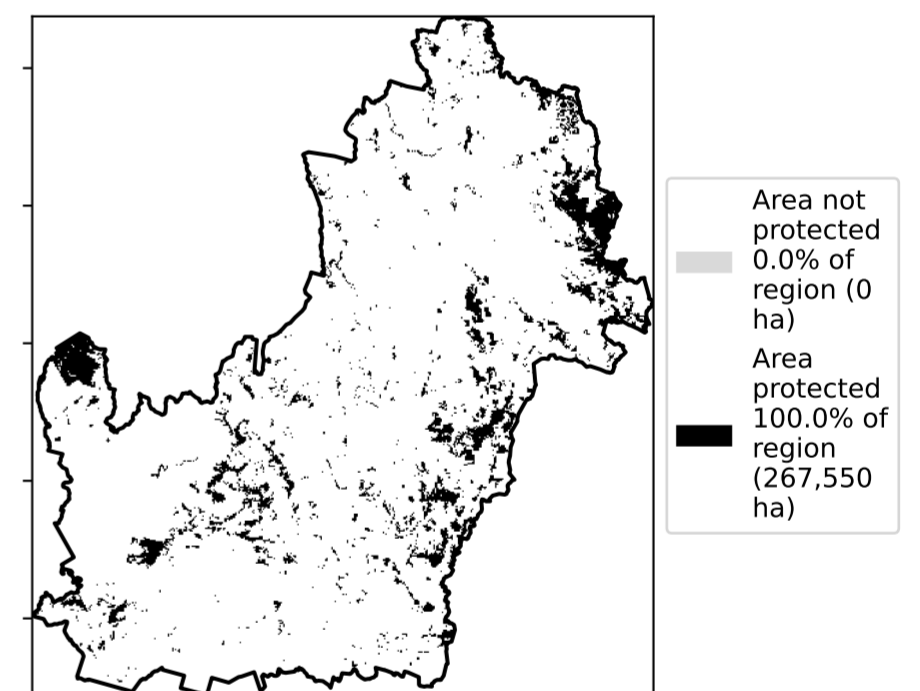 Area not
protected
0.0% of
region (0
ha)
Area
protected
100.0% of
region
(267,550
ha)